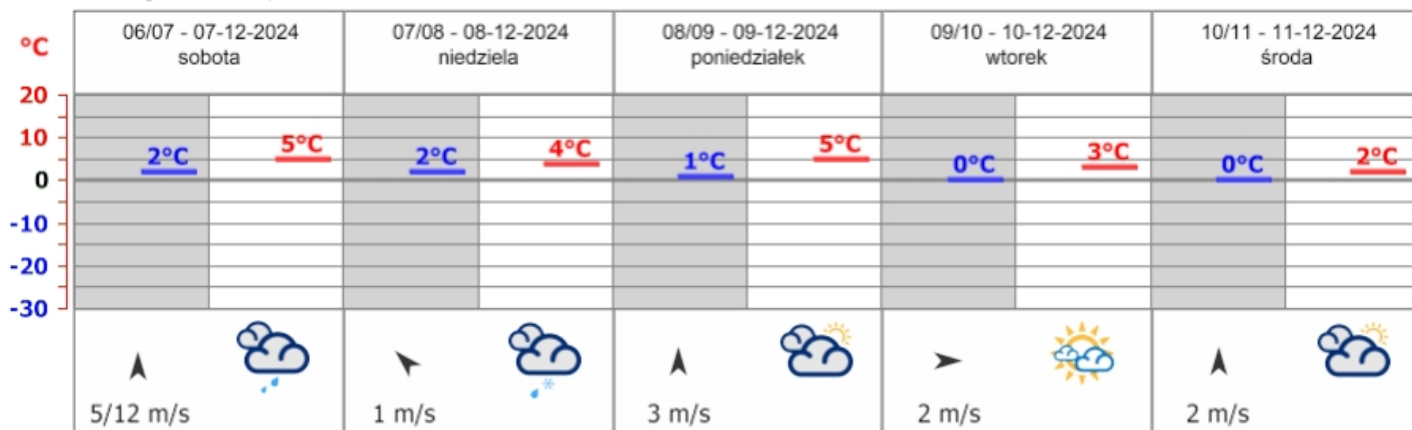 °C
06/07 - 07-12-2024
sobota
07/08 - 08-12-2024
niedziela
08/09 - 09-12-2024
poniedziałek
09/10 - 10-12-2024
wtorek
10/11 - 11-12-2024
środa
20
10
0
-10
-20
-30
2°C 5°C 2°C 4°C 1°C 5°C 0°C 3°C 0°C 2°C
5/12 m/s 1 m/s 3 m/s 2 m/s 2 m/s